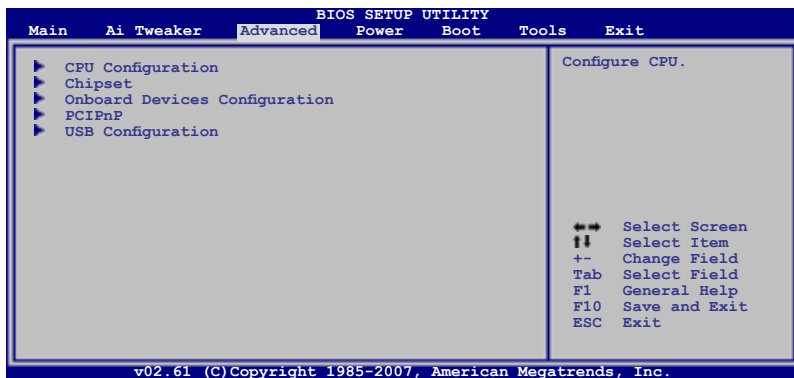 BIOS SETUP UTILITY
Main Ai Tweaker Advanced Power Boot Tools Exit
CPU Configuration
Chipset
Onboard Devices Configuration
PCIPnP
USB Configuration
Configure CPU.
Select Screen
Select Item
+- Change Field
Tab Select Field
F1 General Help
F10 Save and Exit
ESC Exit
v02.61 (C)Copyright 1985-2007, American Megatrends, Inc.